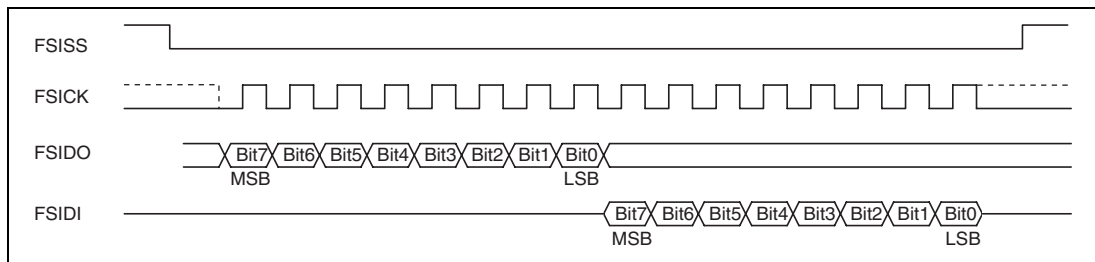 FSISS
FSICK
FSIDO Bit7 Bit6 Bit5 Bit4 Bit3 Bit2 Bit1 Bit0
MSB LSB
FSIDI Bit7 Bit6 Bit5 Bit4 Bit3 Bit2 Bit1 Bit0
MSB LSB